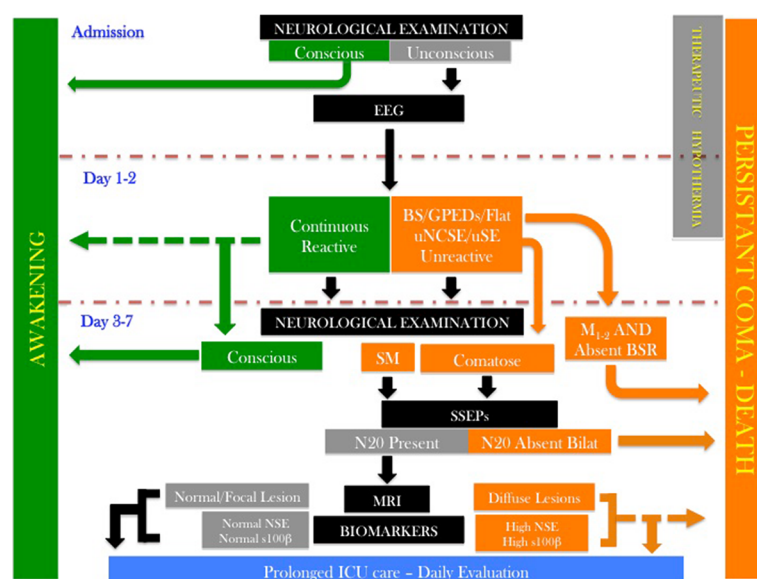 Admission
NEUROLOGICAL EXAMINATION
Conscious
Unconscious
EEG
THERAPEUTIC HYPOTHERMIA
AWAKENING
PERSISTANT COMA - DEATH
Day 1-2
Continuous
Reactive
BS/GPEDs/Flat
uNCSE/uSE
Unreactive
Day 3-7
NEUROLOGICAL EXAMINATION
Conscious
SM
Comatose
M1-2 AND
Absent BSR
SSEPs
N20 Present
N20 Absent Bilat
Normal/Focal Lesion
MRI
Diffuse Lesions
Normal NSE
Normal s100β
BIOMARKERS
High NSE
High s100β
Prolonged ICU care – Daily Evaluation